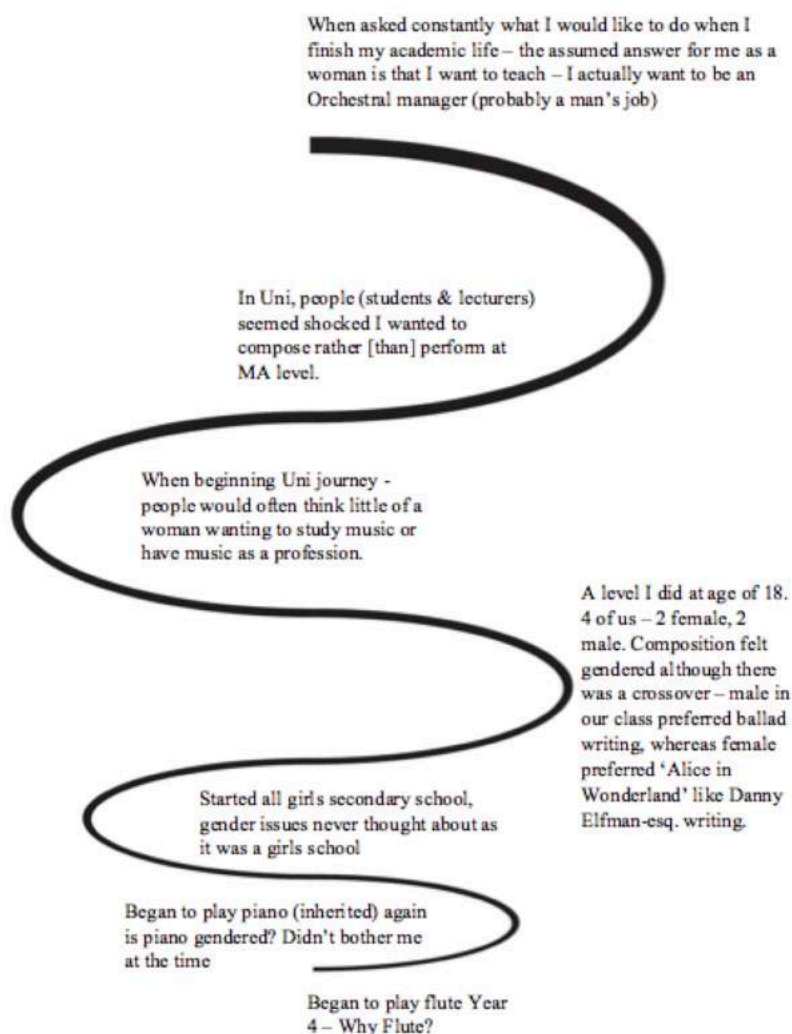 When asked constantly what I would like to do when I
finish my academic life – the assumed answer for me as a
woman is that I want to teach – I actually want to be an
Orchestral manager (probably a man's job)
In Uni, people (students & lecturers)
seemed shocked I wanted to
compose rather [than] perform at
MA level.
When beginning Uni journey -
people would often think little of a
woman wanting to study music or
have music as a profession.
A level I did at age of 18.
4 of us – 2 female, 2
male. Composition felt
gendered although there
was a crossover – male in
our class preferred ballad
writing, whereas female
preferred ‘Alice in
Wonderland’ like Danny
Elfman-esq. writing.
Started all girls secondary school,
gender issues never thought about as
it was a girls school
Began to play piano (inherited) again
is piano gendered? Didn't bother me
at the time
Began to play flute Year
4 – Why Flute?